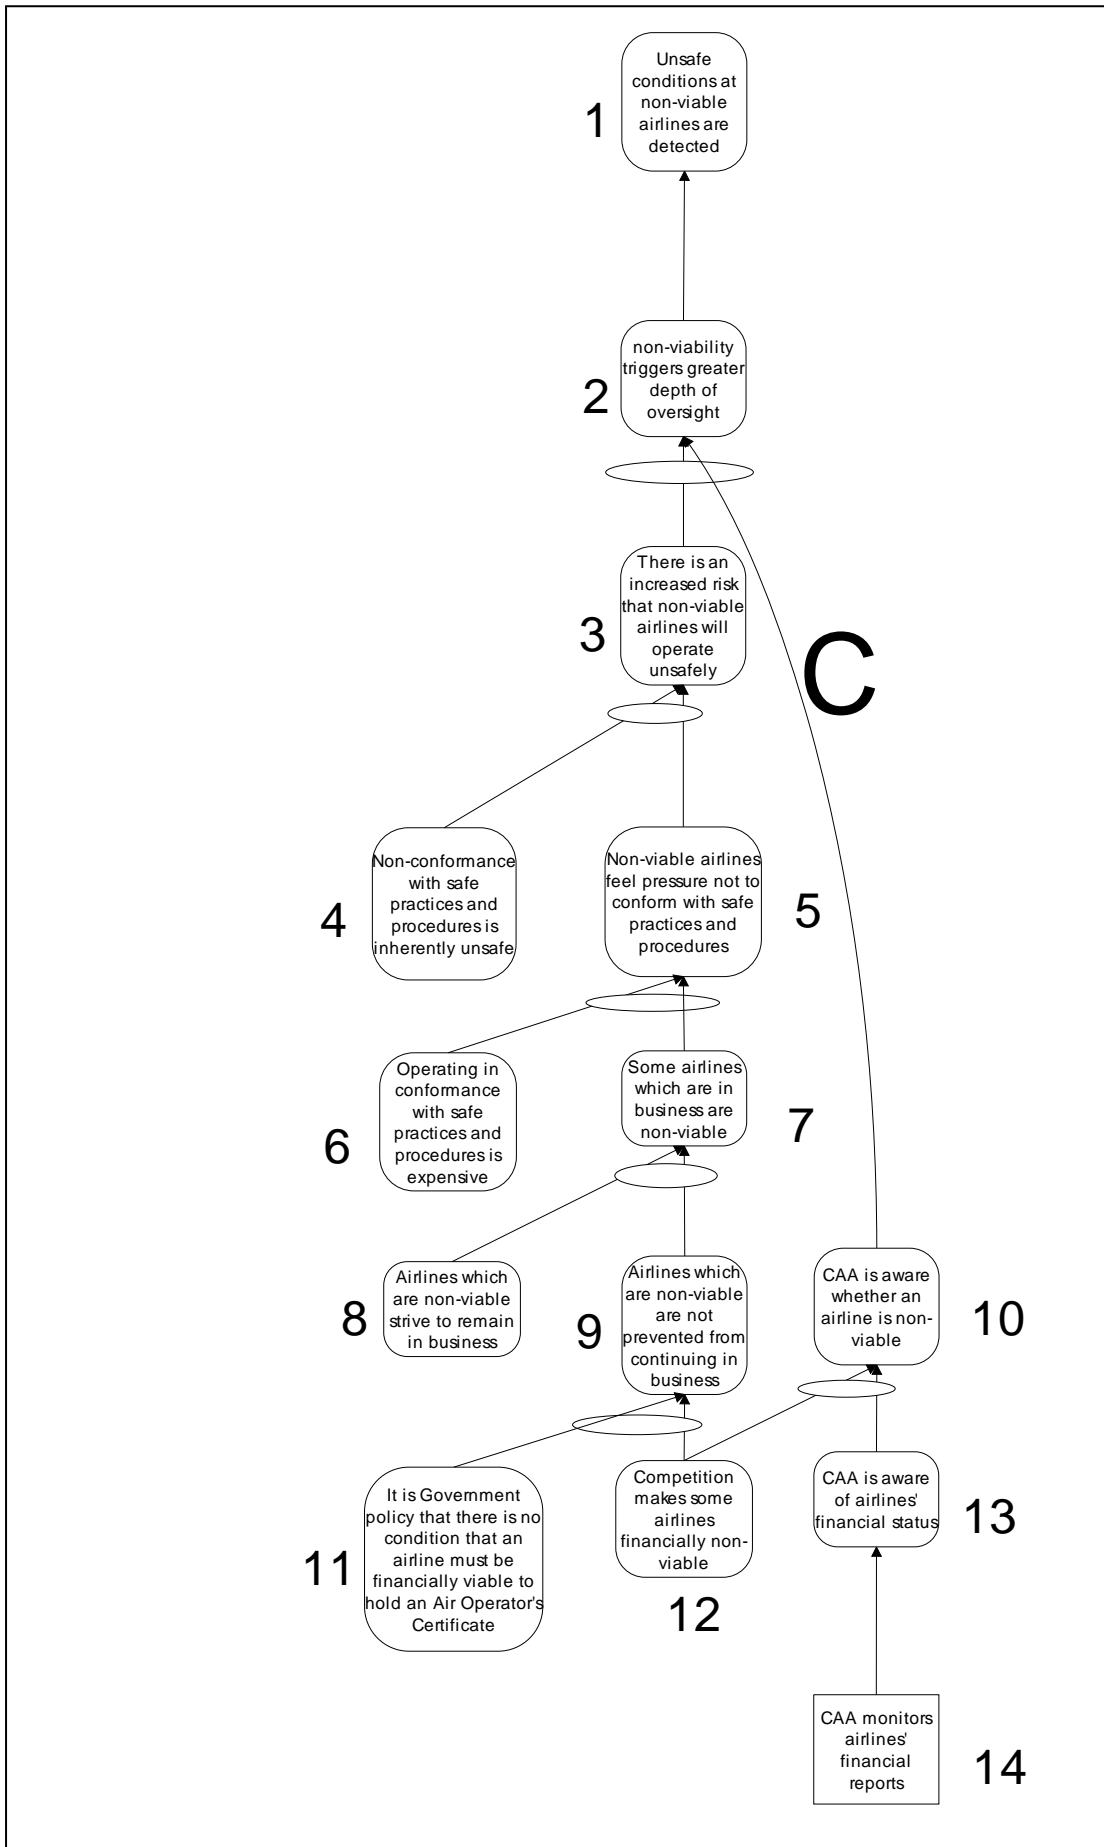 Unsafe
conditions at
non-viable
airlines are
detected
1
non-viability
triggers greater
depth of
oversight
2
There is an
increased risk
that non-viable
airlines will
operate
unsafely
3
C
Non-conformance
with safe
practices and
procedures is
inherently unsafe
4
Non-viable airlines
feel pressure not to
conform with safe
practices and
procedures
5
Operating in
conformance
with safe
practices and
procedures is
expensive
6
Some airlines
which are in
business are
non-viable
7
Airlines which
are non-viable
strive to remain
in business
8
Airlines which
are non-viable
are not
prevented from
continuing in
business
9
CAA is aware
whether an
airline is non-
viable
10
It is Government
policy that there is no
condition that an
airline must be
financially viable to
hold an Air Operator's
Certificate
11
Competition
makes some
airlines
financially non-
viable
12
CAA is aware
of airlines'
financial status
13
CAA monitors
airlines'
financial
reports
14